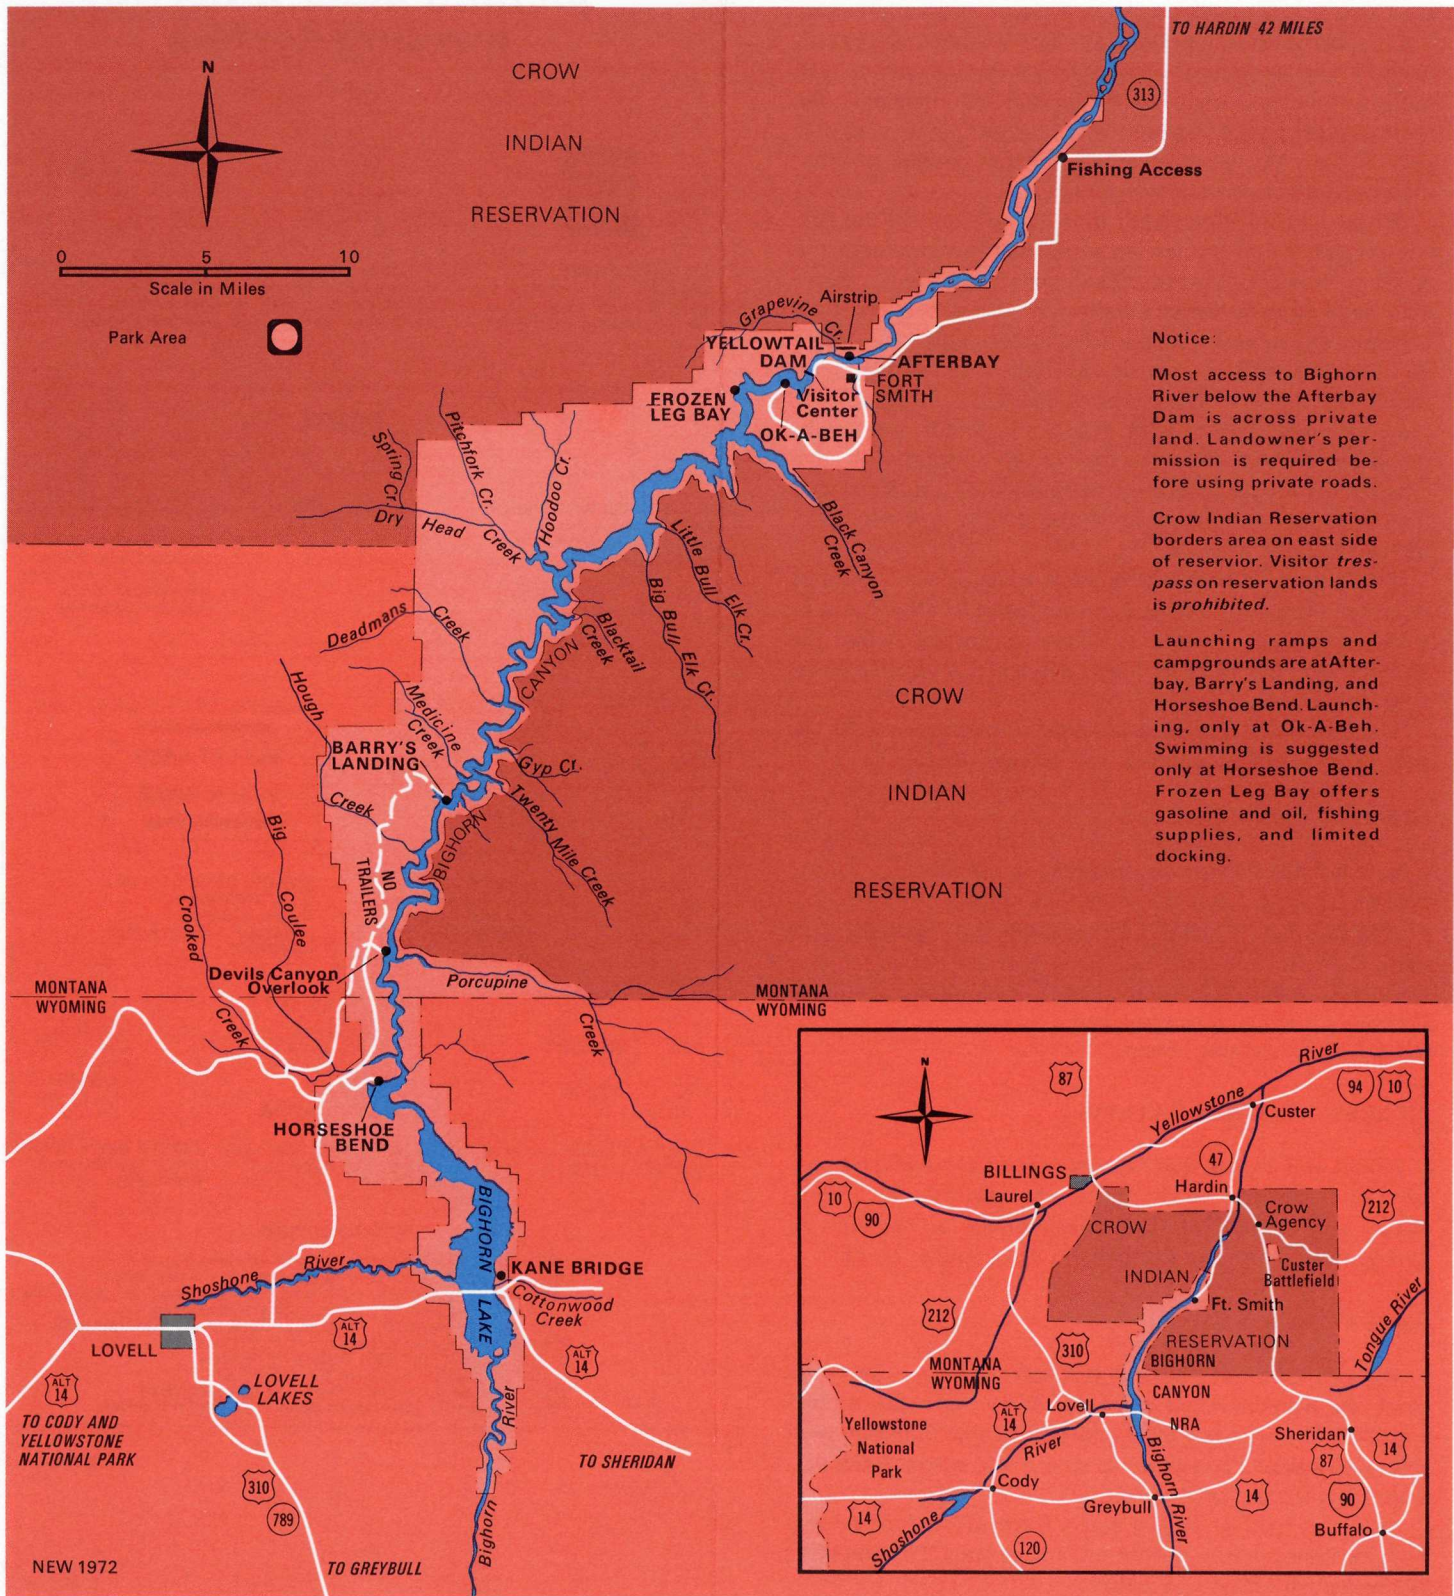 TO HARDIN 42 MILES
N
CROW
INDIAN
RESERVATION
313
Fishing Access
0 5 10
Scale in Miles
Park Area
Airstrip
Grapevine Cr.
YELLOWTAIL
DAM
AFTERBAY
FORT
SMITH
FROZEN
LEG BAY
Visitor
Center
OK-A-BEH
Notice:
Most access to Bighorn
River below the Afterbay
Dam is across private
land. Landowner's per-
mission is required be-
fore using private roads.
Crow Indian Reservation
borders area on east side
of reservior. Visitor tres-
pass on reservation lands
is prohibited.
Launching ramps and
campgrounds are at After-
bay, Barry's Landing, and
Horseshoe Bend. Launch-
ing, only at Ok-A-Beh.
Swimming is suggested
only at Horseshoe Bend.
Frozen Leg Bay offers
gasoline and oil, fishing
supplies, and limited
docking.
Spring Cr.
Pitchfork Cr.
Hoodoo Cr.
Dry Head Creek
Black Canyon
Creek
Little Bull Elk Cr.
Big Bull Elk Cr.
Blacktail
Creek
Deadmans Creek
CANYON
Hough Creek
Medicine
Creek
BARRY'S
LANDING
Gyp Cr.
Twenty Mile Creek
BIGHORN
CROW
INDIAN
RESERVATION
NO
TRAILERS
Big Coulee
Crooked Creek
Devils Canyon
Overlook
Porcupine Creek
MONTANA
WYOMING
MONTANA
WYOMING
HORSESHOE
BEND
BIGHORN LAKE
KANE BRIDGE
Cottonwood
Creek
Shoshone River
LOVELL
ALT
14
ALT
14
ALT
14
LOVELL
LAKES
TO CODY AND
YELLOWSTONE
NATIONAL PARK
TO SHERIDAN
310
789
Bighorn River
TO GREYBULL
NEW 1972
N
87
Yellowstone River
94 10
Custer
47
BILLINGS
Laurel
Hardin
10
90
Crow
Agency
212
CROW
INDIAN
RESERVATION
Custer
Battlefield
Ft. Smith
Tongue River
212
310
MONTANA
WYOMING
BIGHORN
CANYON
NRA
Lovell
ALT
14
Yellowstone
National
Park
River
Sheridan
87
14
Cody
Greybull
Bighorn River
14
90
14
Shoshone
120
Buffalo